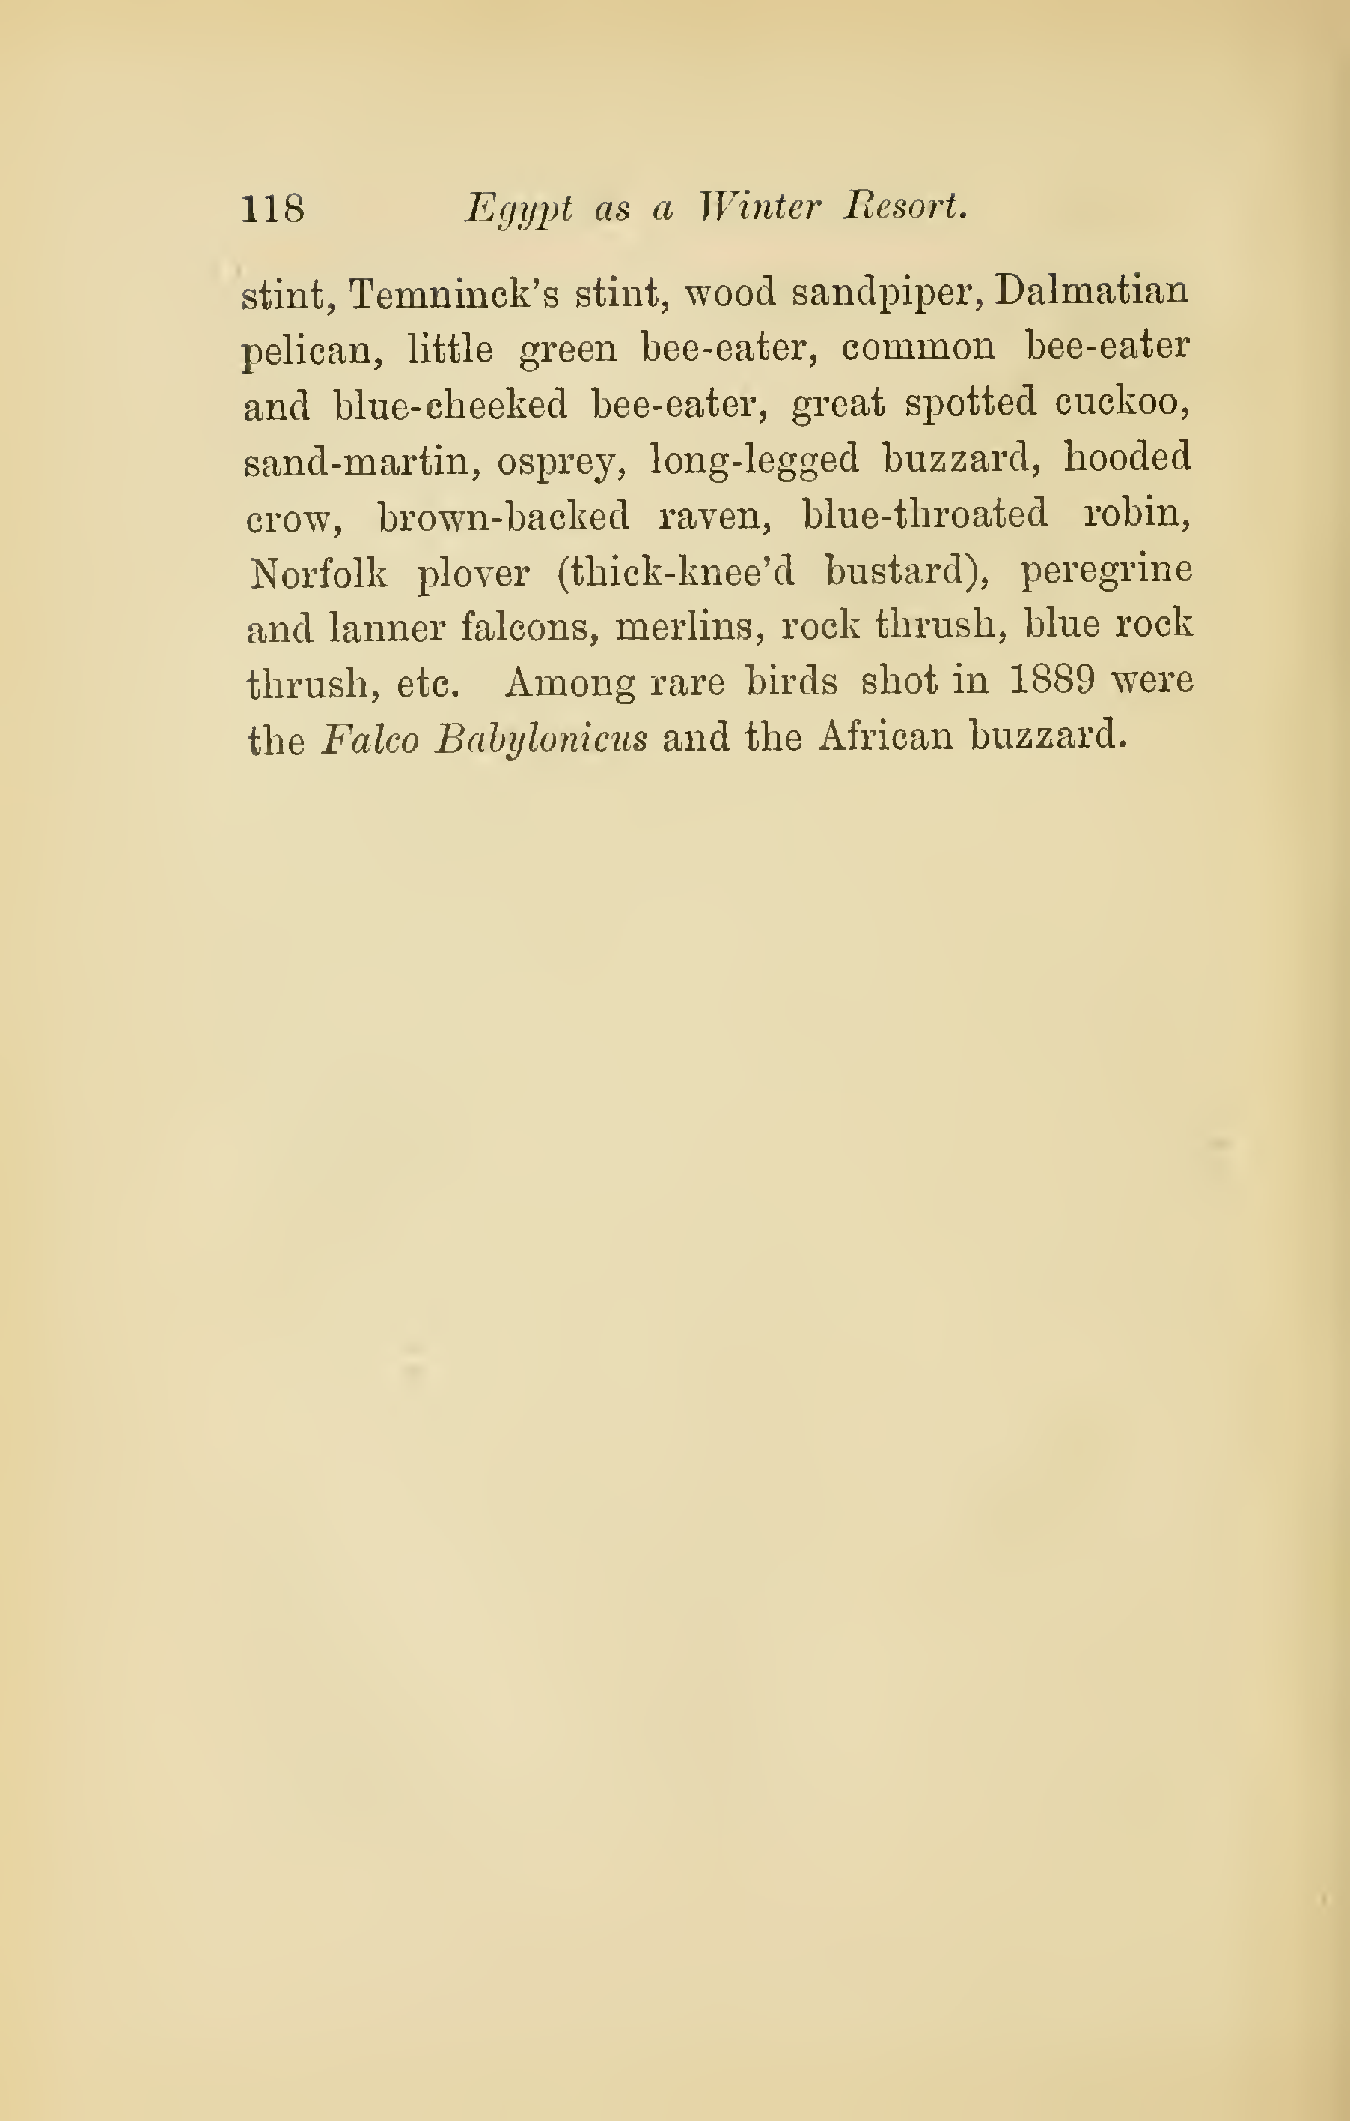 118 Egypt as a Winter Resort.
stint, Temninck's stint, wood sandpiper, Dalmatian
pelican, little green bee-eater, common bee-eater
and blue-cheeked bee-eater, great spotted cuckoo,
sand-martin, osprey, long-legged buzzard, hooded
crow, brown-backed raven, blue-throated robin,
Norfolk plover (thick-knee'd bustard), peregrine
and lanner falcons, merlins, rock thrush, blue rock
thrush, etc. Among rare birds shot in 1889 were
the Falco Babylonicus and the African buzzard.